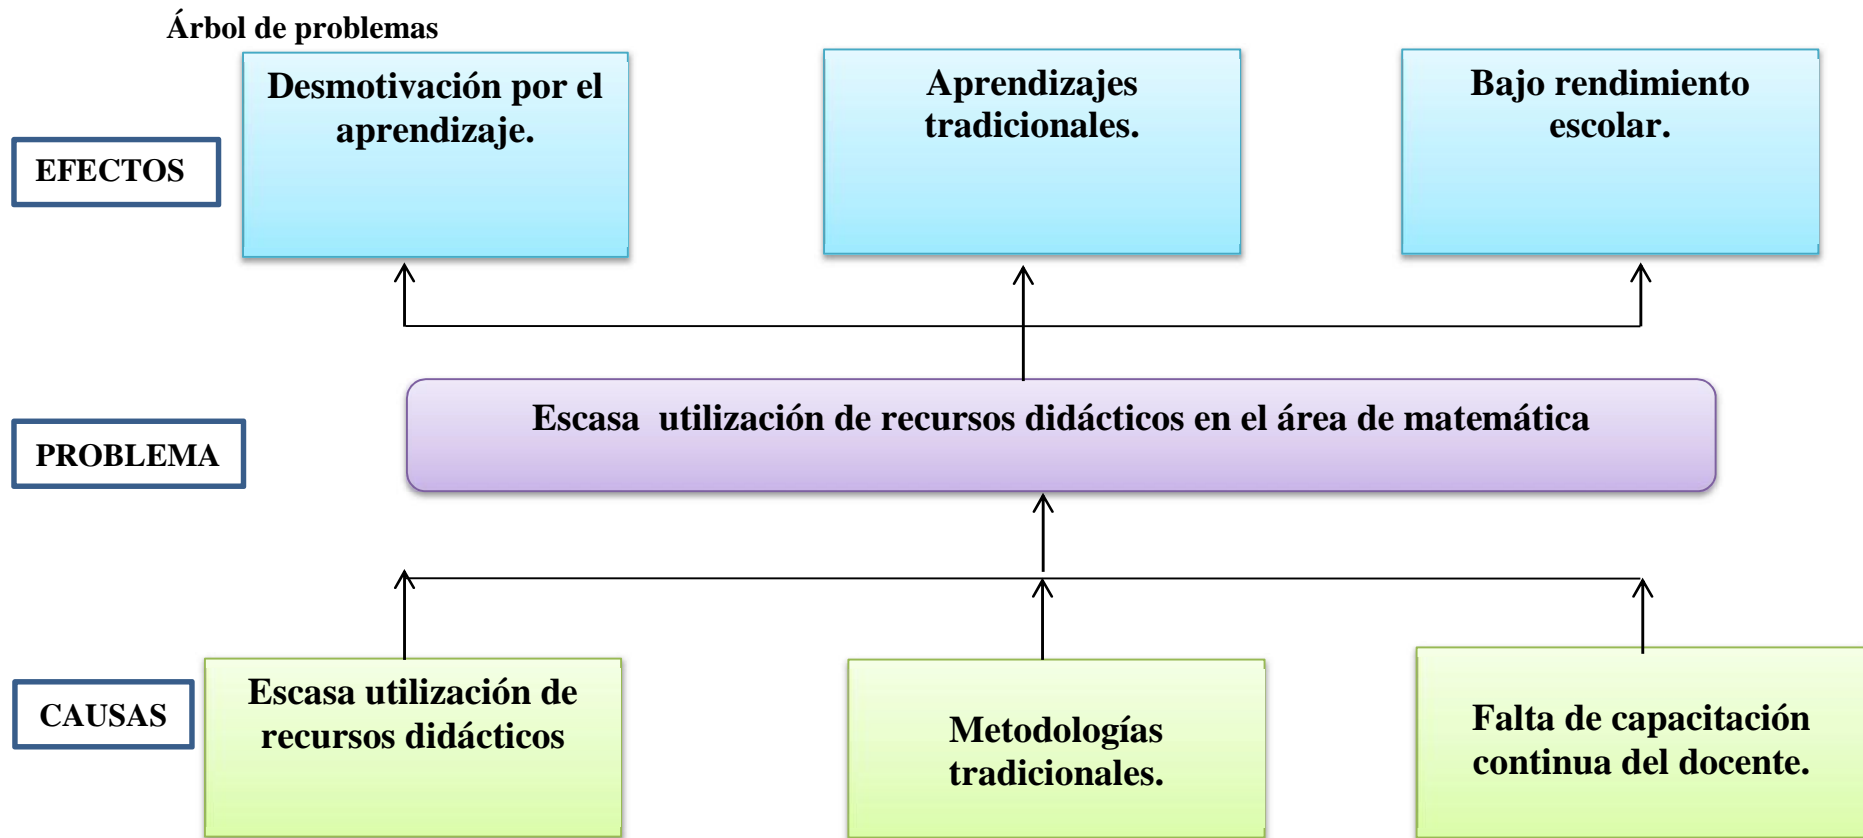 Árbol de problemas
Desmotivación por el
aprendizaje.
Aprendizajes
tradicionales.
Bajo rendimiento
escolar.
EFECTOS
Escasa  utilización de recursos didácticos en el área de matemática
PROBLEMA
Escasa utilización de
recursos didácticos
Metodologías
tradicionales.
Falta de capacitación
continua del docente.
CAUSAS